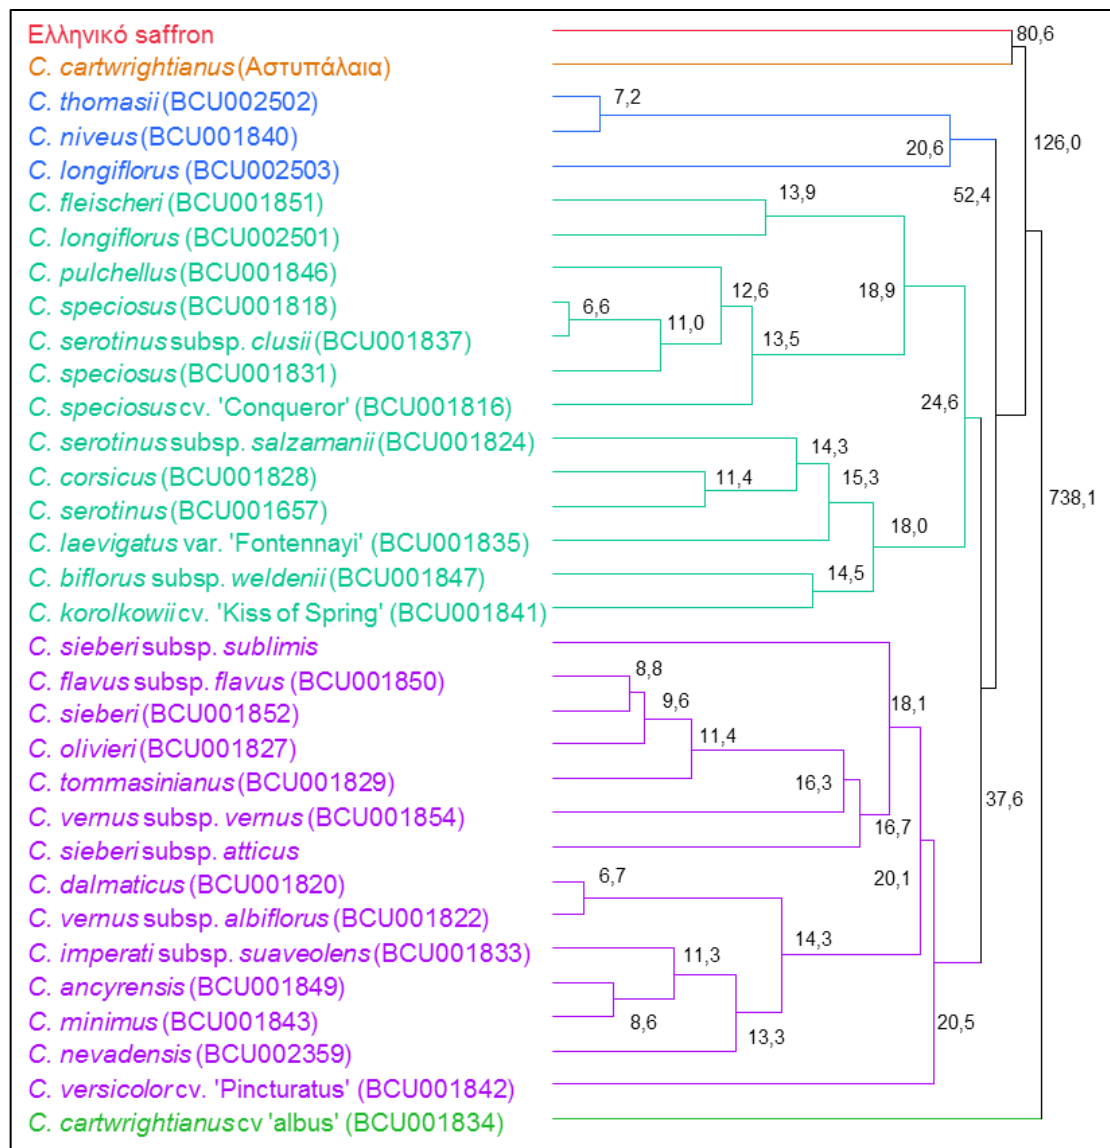 Ελληνικό saffron
C. cartwrightianus (Αστυπάλαια)
C. thomasii (BCU002502)
C. niveus (BCU001840)
C. longiflorus (BCU002503)
C. fleischeri (BCU001851)
C. longiflorus (BCU002501)
C. pulchellus (BCU001846)
C. speciosus (BCU001818)
C. serotinus subsp. clusii (BCU001837)
C. speciosus (BCU001831)
C. speciosus cv. 'Conqueror' (BCU001816)
C. serotinus subsp. salzamanii (BCU001824)
C. corsicus (BCU001828)
C. serotinus (BCU001657)
C. laevigatus var. 'Fontennayi' (BCU001835)
C. biflorus subsp. weldenii (BCU001847)
C. korolkowii cv. 'Kiss of Spring' (BCU001841)
C. sieberi subsp. sublimis
C. flavus subsp. flavus (BCU001850)
C. sieberi (BCU001852)
C. olivieri (BCU001827)
C. tommasinianus (BCU001829)
C. vernus subsp. vernus (BCU001854)
C. sieberi subsp. atticus
C. dalmaticus (BCU001820)
C. vernus subsp. albiflorus (BCU001822)
C. imperati subsp. suaveolens (BCU001833)
C. ancyrensis (BCU001849)
C. minimus (BCU001843)
C. nevadensis (BCU002359)
C. versicolor cv. 'Pincturatus' (BCU001842)
C. cartwrightianus cv 'albus' (BCU001834)
80,6
7,2
20,6
126,0
52,4
13,9
12,6
18,9
6,6
11,0
13,5
24,6
14,3
15,3
11,4
738,1
18,0
14,5
8,8
9,6
18,1
11,4
16,3
37,6
16,7
6,7
20,1
14,3
11,3
8,6
13,3
20,5